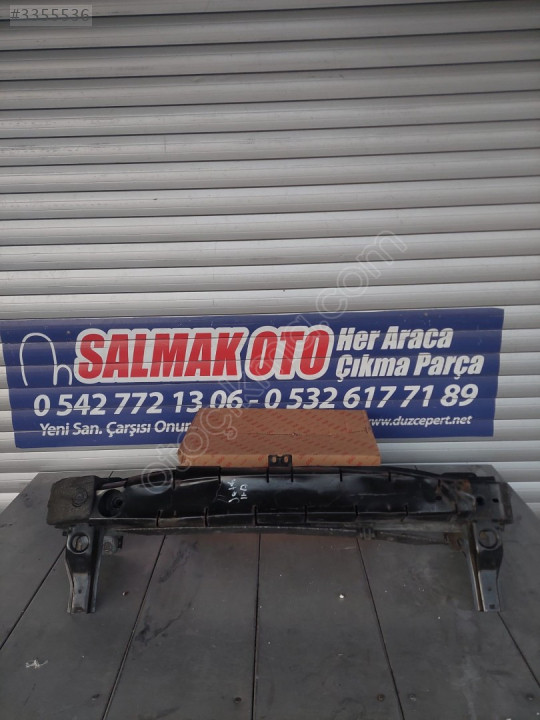 #3355536
SALMAK OTO
Her Araca
Çıkma Parça
0 542 772 13 06 - 0 532 617 71 89
Yeni San. Çarşısı Onur
www.duzcepert.net